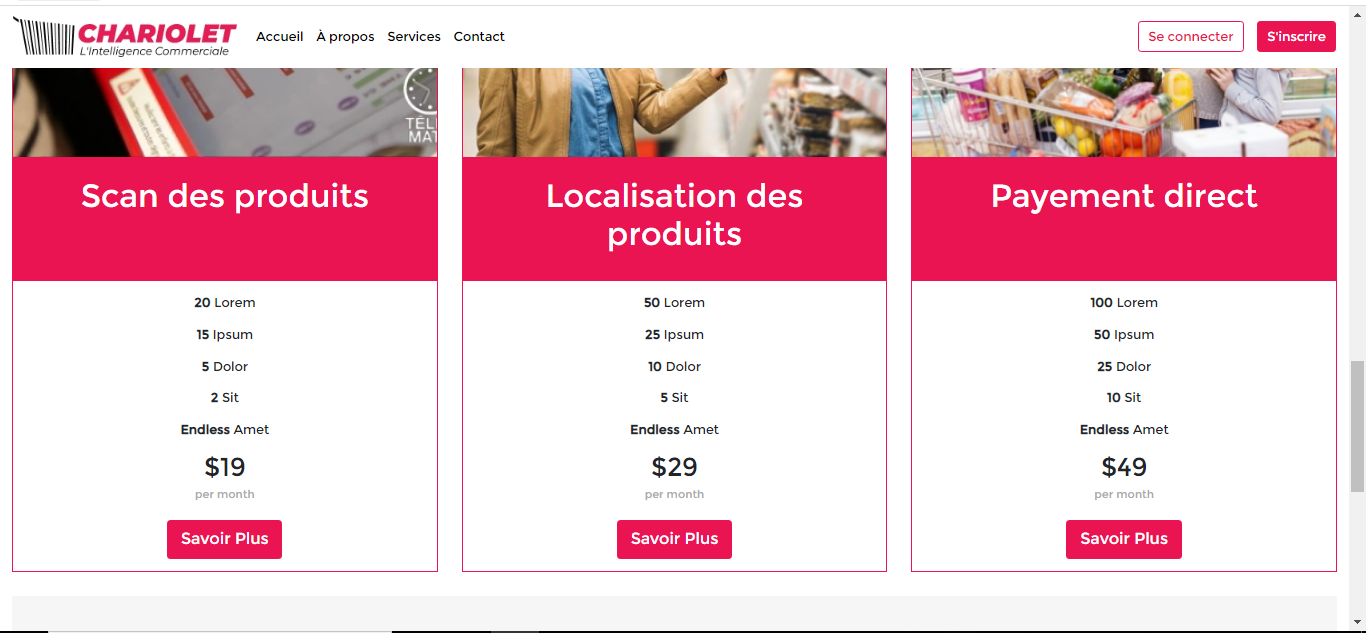 CHARIOLET
L'Intelligence Commerciale
Accueil
À propos
Services
Contact
Se connecter
S'inscrire
TÉL
MAT
Scan des produits
20 Lorem
15 Ipsum
5 Dolor
2 Sit
Endless Amet
$19
per month
Savoir Plus
Localisation des
produits
50 Lorem
25 Ipsum
10 Dolor
5 Sit
Endless Amet
$29
per month
Savoir Plus
Payement direct
100 Lorem
50 Ipsum
25 Dolor
10 Sit
Endless Amet
$49
per month
Savoir Plus